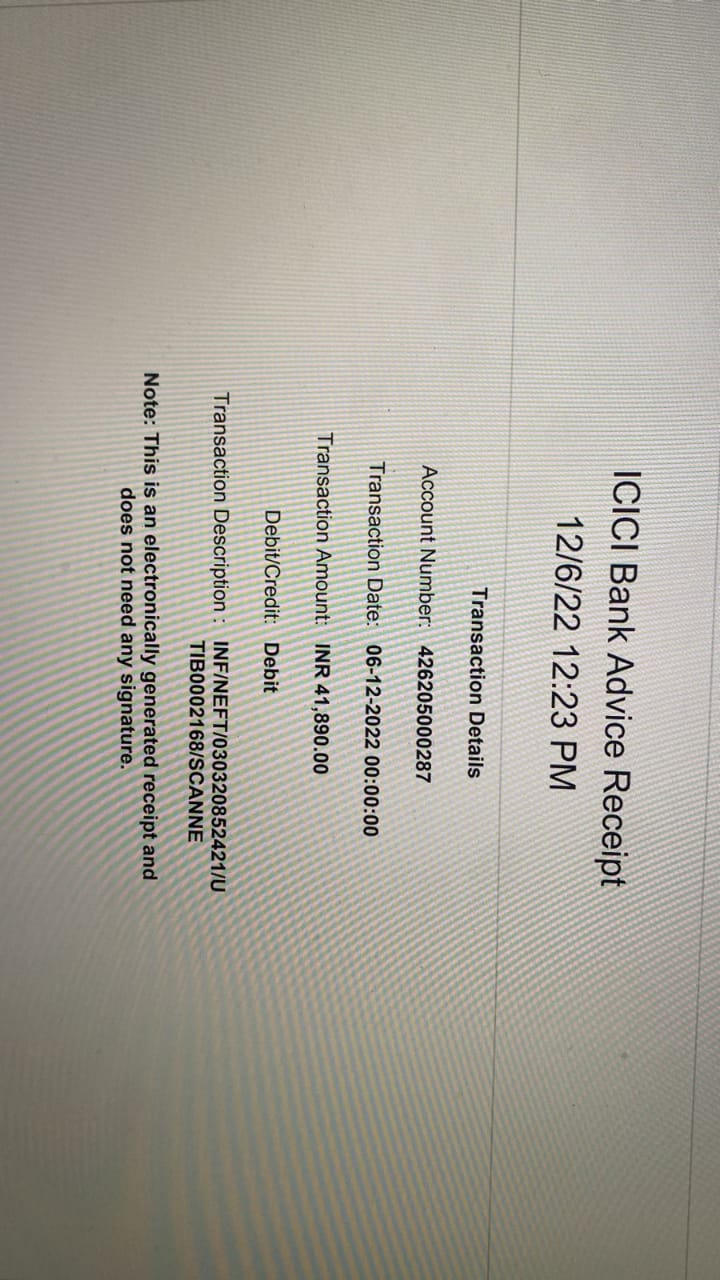 ICICI Bank Advice Receipt
12/6/22 12:23 PM
Transaction Details
Account Number: 426205000287
Transaction Date: 06-12-2022 00:00:00
Transaction Amount: INR 41,890.00
Debit/Credit: Debit
Transaction Description : INF/NEFT/030320852421/U
TIB0002168/SCANNE
Note: This is an electronically generated receipt and
does not need any signature.